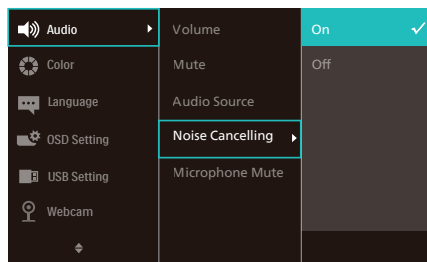 Audio
Color
Language
OSD Setting
USB Setting
Webcam
Volume
Mute
Audio Source
Noise Cancelling
Microphone Mute
On
Off